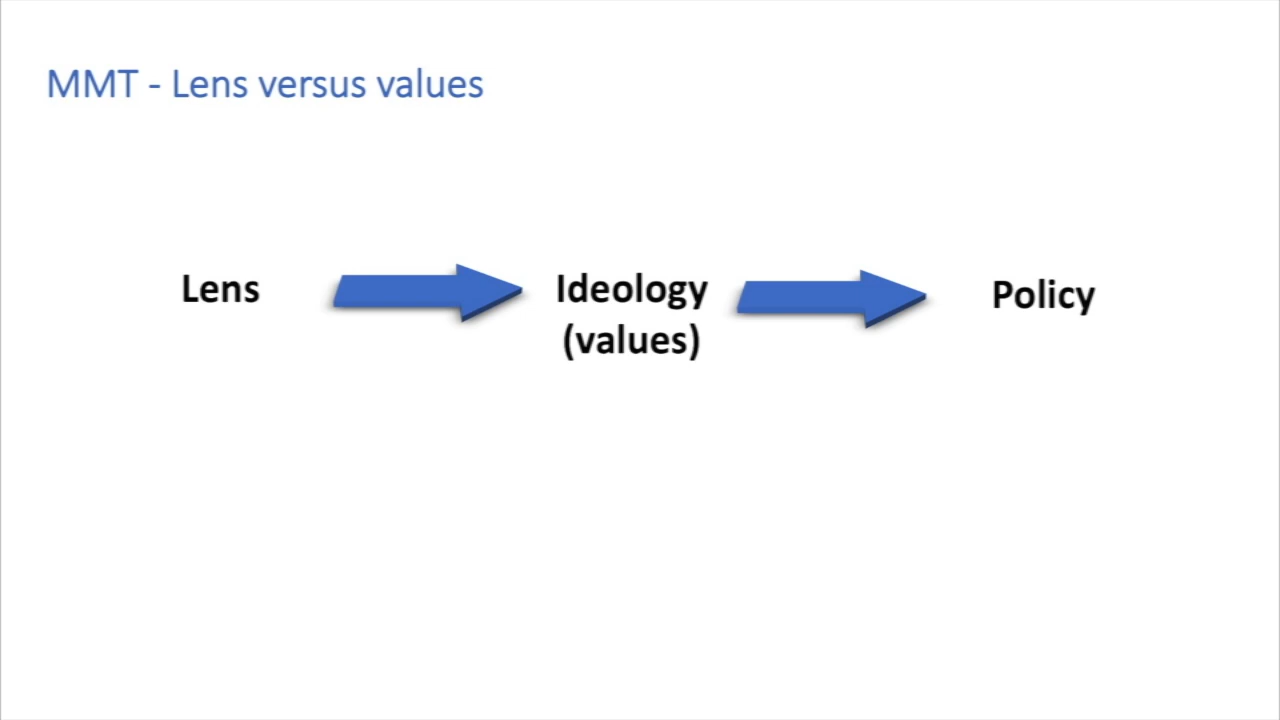 MMT - Lens versus values
Lens
Ideology
(values)
Policy